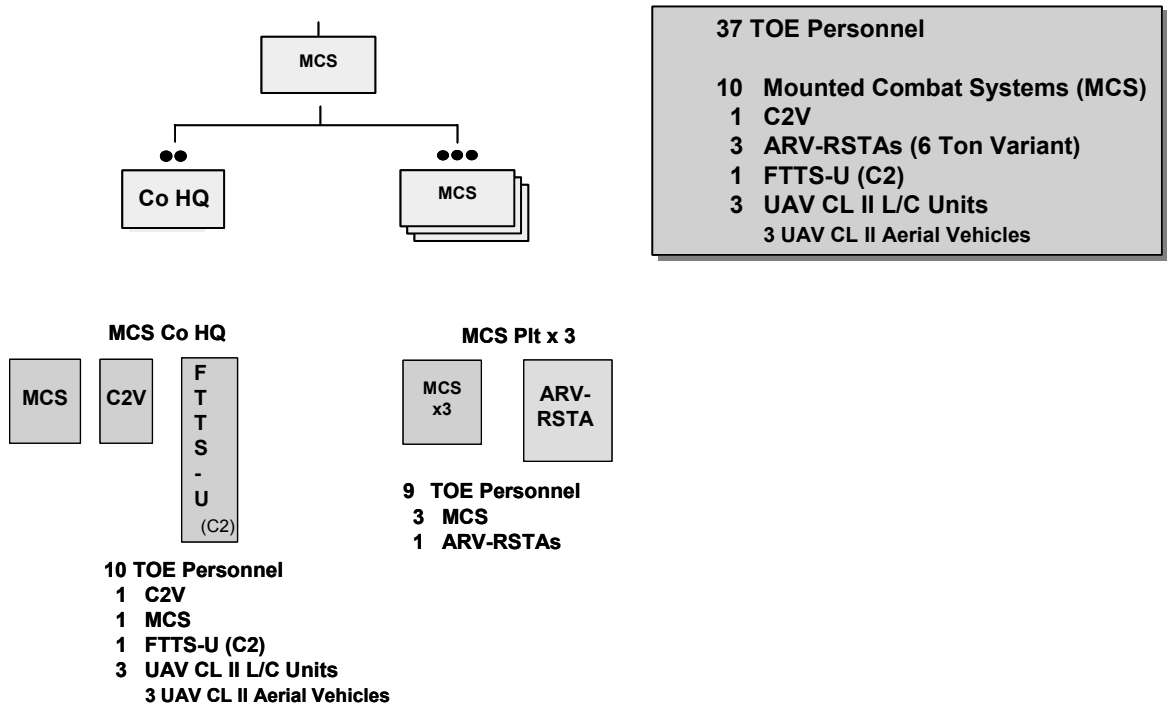 MCS
Co HQ
MCS
37 TOE Personnel
10 Mounted Combat Systems (MCS)
1 C2V
3 ARV-RSTAs (6 Ton Variant)
1 FTTS-U (C2)
3 UAV CL II L/C Units
3 UAV CL II Aerial Vehicles
MCS Co HQ
MCS
C2V
F
T
T
S
-
U
(C2)
10 TOE Personnel
1 C2V
1 MCS
1 FTTS-U (C2)
3 UAV CL II L/C Units
3 UAV CL II Aerial Vehicles
MCS Plt x 3
MCS
x3
ARV-
RSTA
9 TOE Personnel
3 MCS
1 ARV-RSTAs